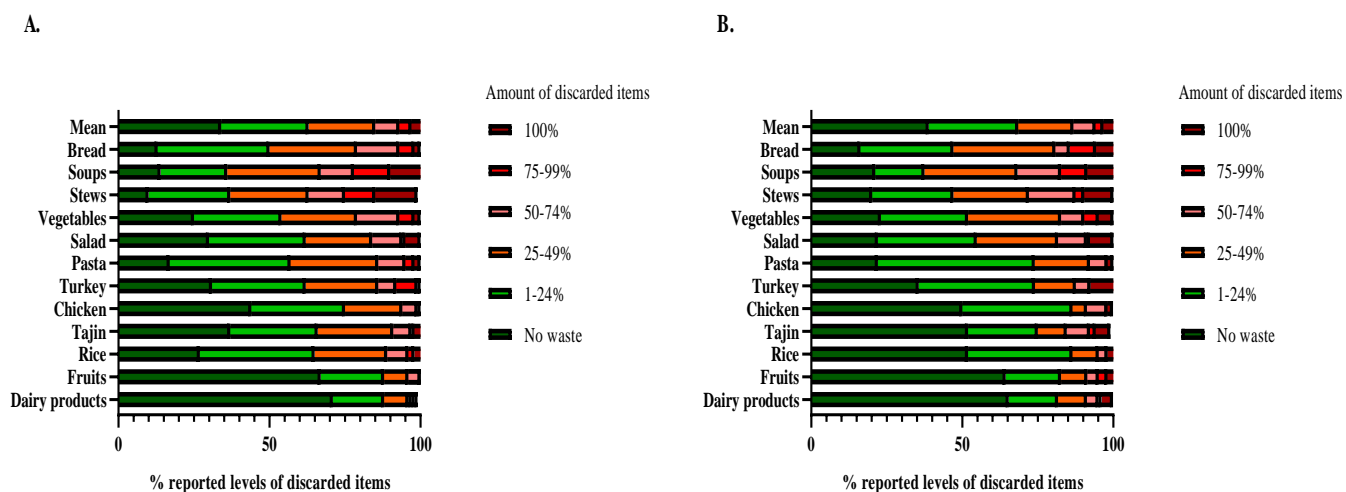 A.
Amount of discarded items
Mean
Bread
Soups
Stews
Vegetables
Salad
Pasta
Turkey
Chicken
Tajin
Rice
Fruits
Dairy products
100%
75-99%
50-74%
25-49%
1-24%
No waste
0
50
100
% reported levels of discarded items
B.
Amount of discarded items
Mean
Bread
Soups
Stews
Vegetables
Salad
Pasta
Turkey
Chicken
Tajin
Rice
Fruits
Dairy products
100%
75-99%
50-74%
25-49%
1-24%
No waste
0
50
100
% reported levels of discarded items